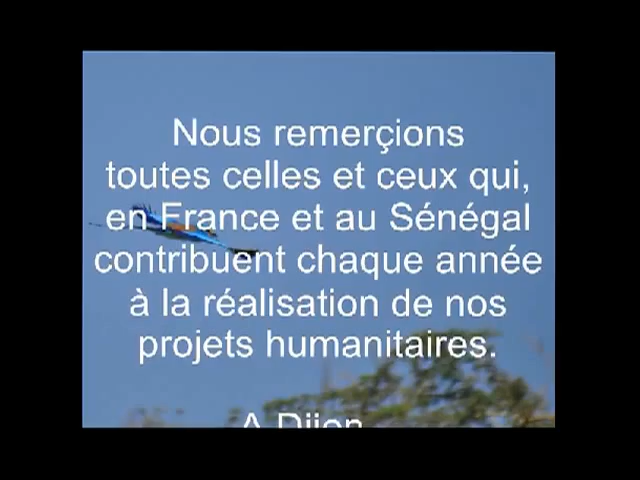 Nous remerçions
toutes celles et ceux qui,
en France et au Sénégal
contribuent chaque année
à la réalisation de nos
projets humanitaires.
A Dijon